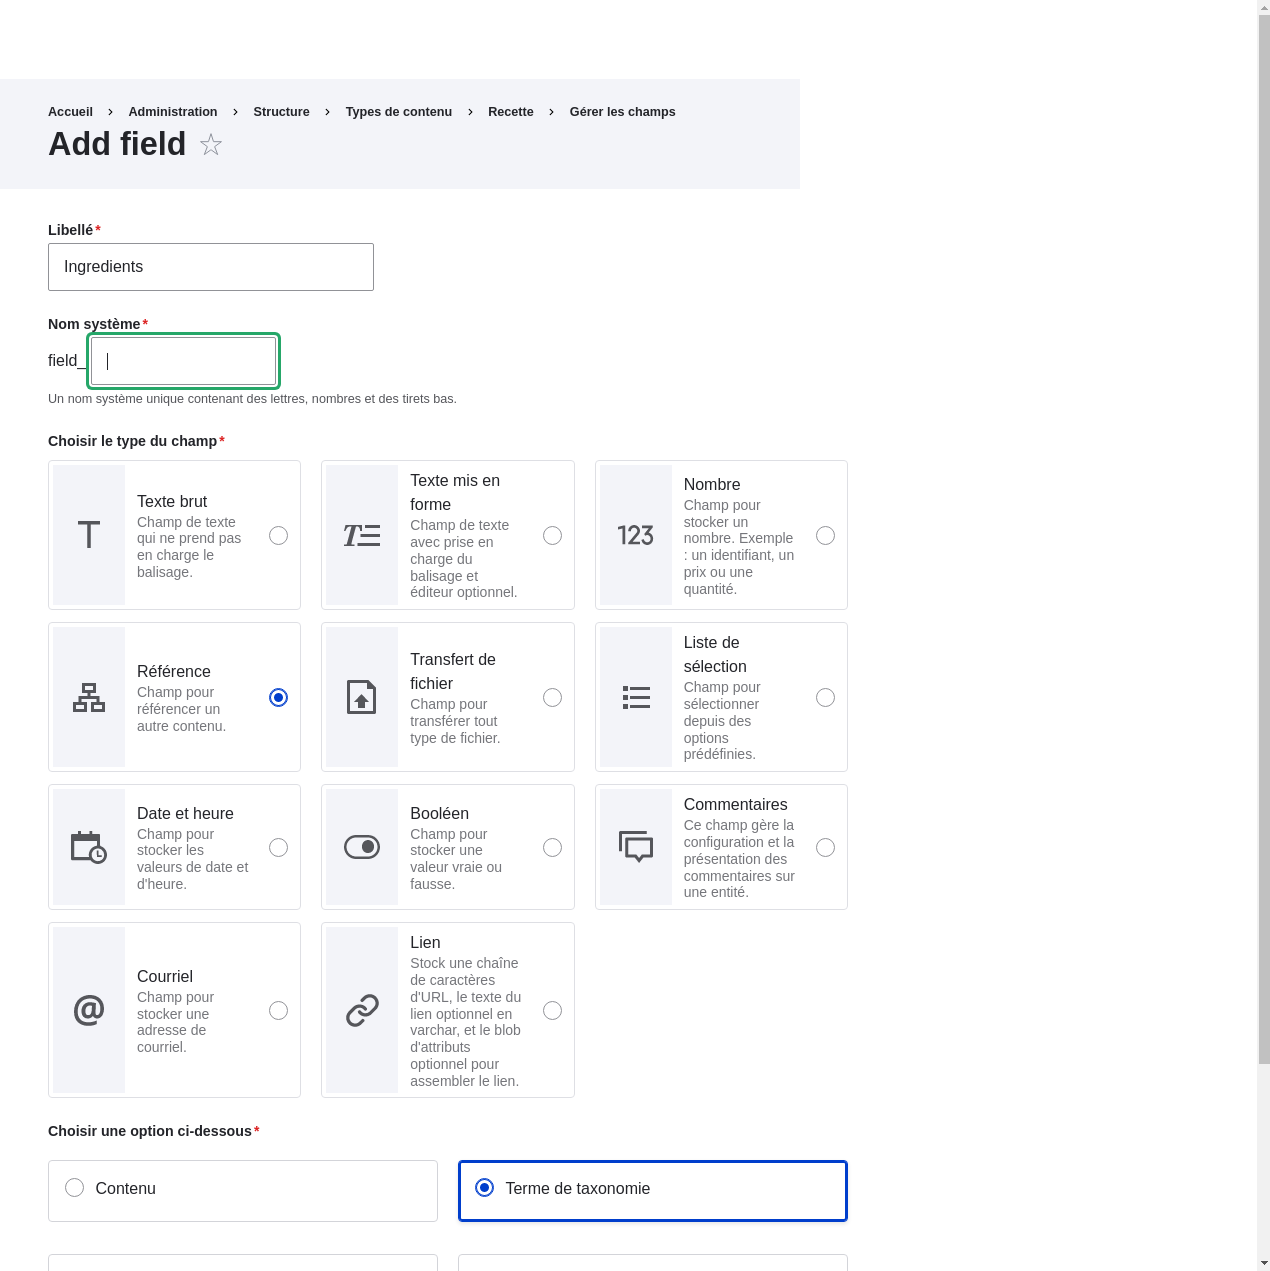 Accueil › Administration › Structure › Types de contenu › Recette › Gérer les champs
Add field ☆
Libellé*
Ingredients
Nom système*
field_
Un nom système unique contenant des lettres, nombres et des tirets bas.
Choisir le type du champ*
Texte brut
Champ de texte
qui ne prend pas
en charge le
balisage.
Texte mis en
forme
Champ de texte
avec prise en
charge du
balisage et
éditeur optionnel.
123
Nombre
Champ pour
stocker un
nombre. Exemple
: un identifiant, un
prix ou une
quantité.
Référence
Champ pour
référencer un
autre contenu.
Transfert de
fichier
Champ pour
transférer tout
type de fichier.
Liste de
sélection
Champ pour
sélectionner
depuis des
options
prédéfinies.
Date et heure
Champ pour
stocker les
valeurs de date et
d'heure.
Booléen
Champ pour
stocker une
valeur vraie ou
fausse.
Commentaires
Ce champ gère la
configuration et la
présentation des
commentaires sur
une entité.
@
Courriel
Champ pour
stocker une
adresse de
courriel.
Lien
Stock une chaîne
de caractères
d'URL, le texte du
lien optionnel en
varchar, et le blob
d'attributs
optionnel pour
assembler le lien.
Choisir une option ci-dessous*
Contenu
Terme de taxonomie